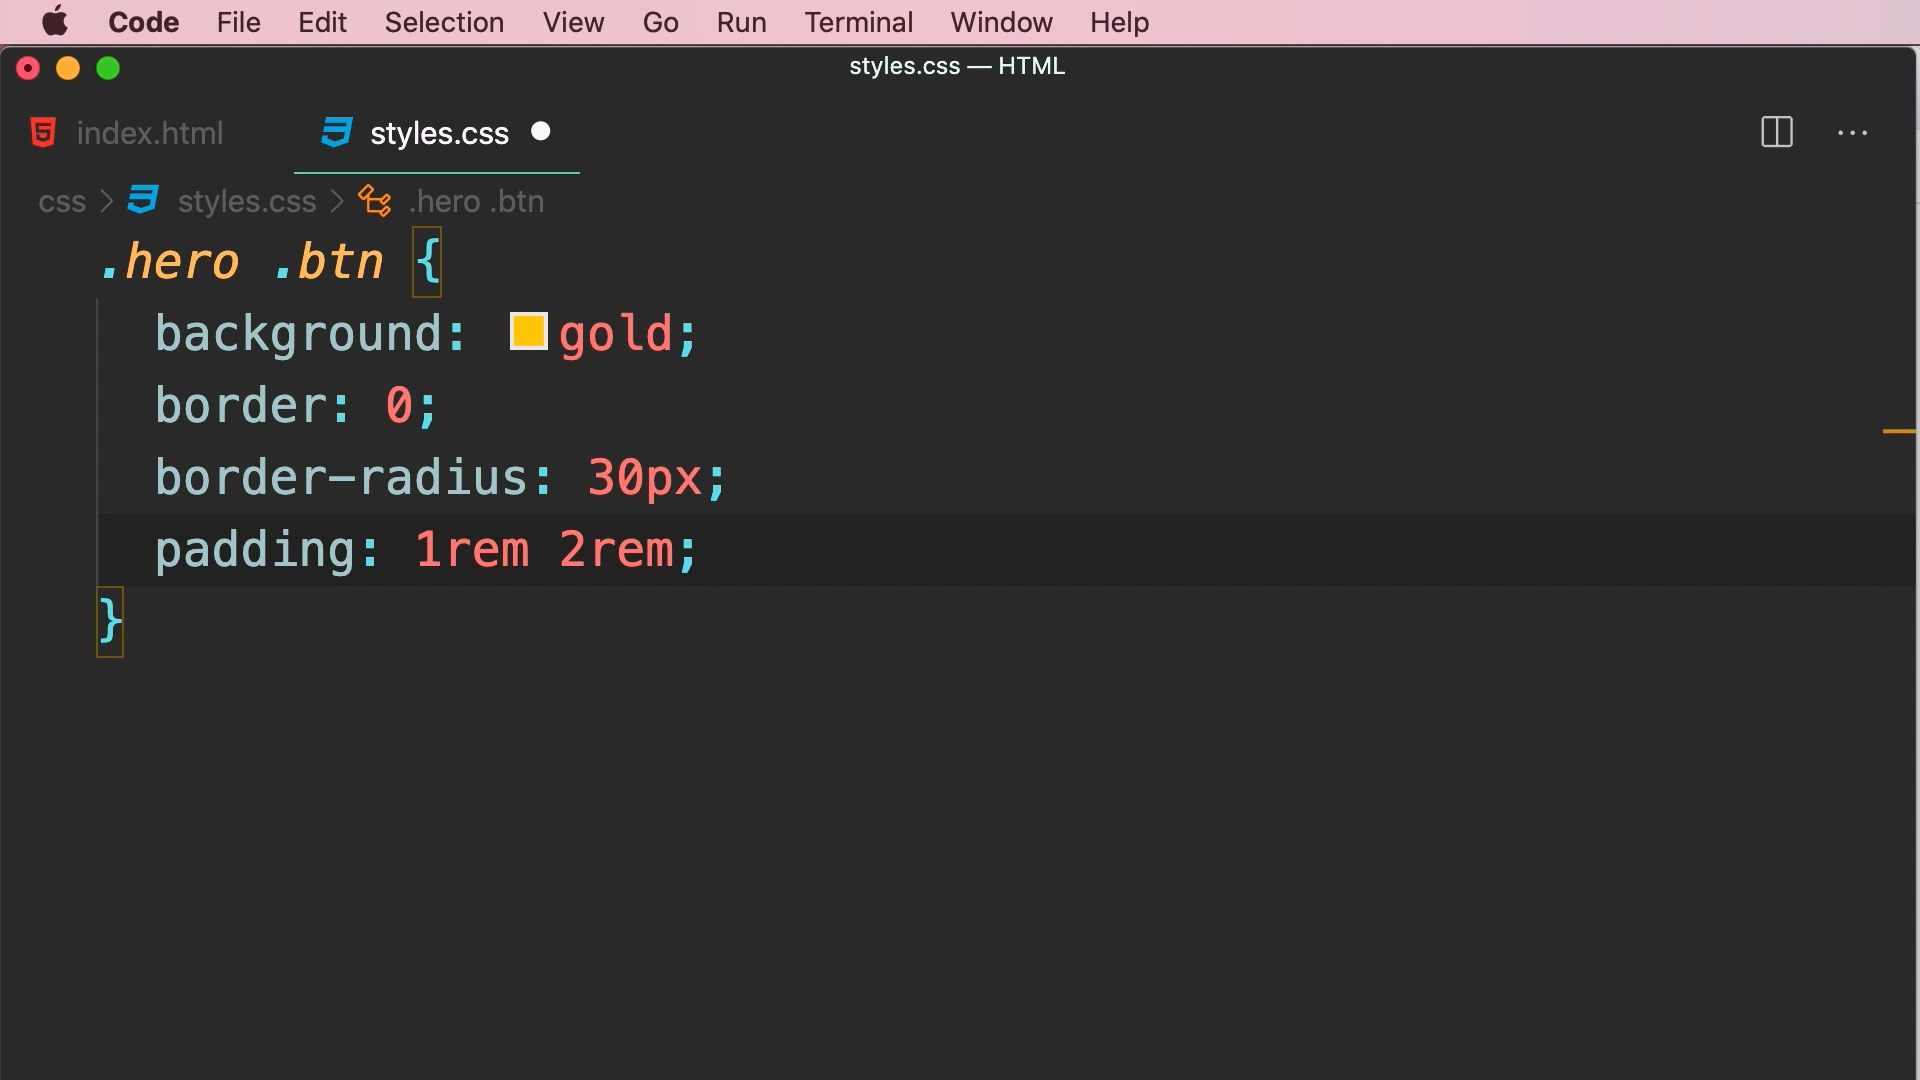 Code File Edit Selection View Go Run Terminal Window Help
styles.css — HTML
index.html styles.css
css > styles.css > .hero .btn
.hero .btn {
background: gold;
border: 0;
border-radius: 30px;
padding: 1rem 2rem;
}